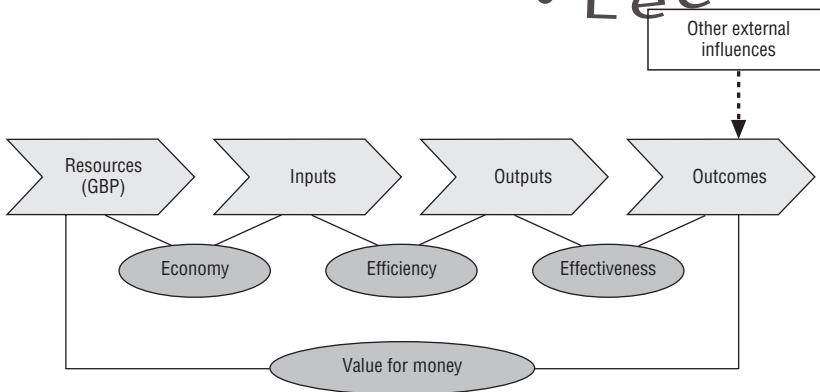 Other external
influences
Resources
(GBP)
Inputs
Outputs
Outcomes
Economy
Efficiency
Effectiveness
Value for money